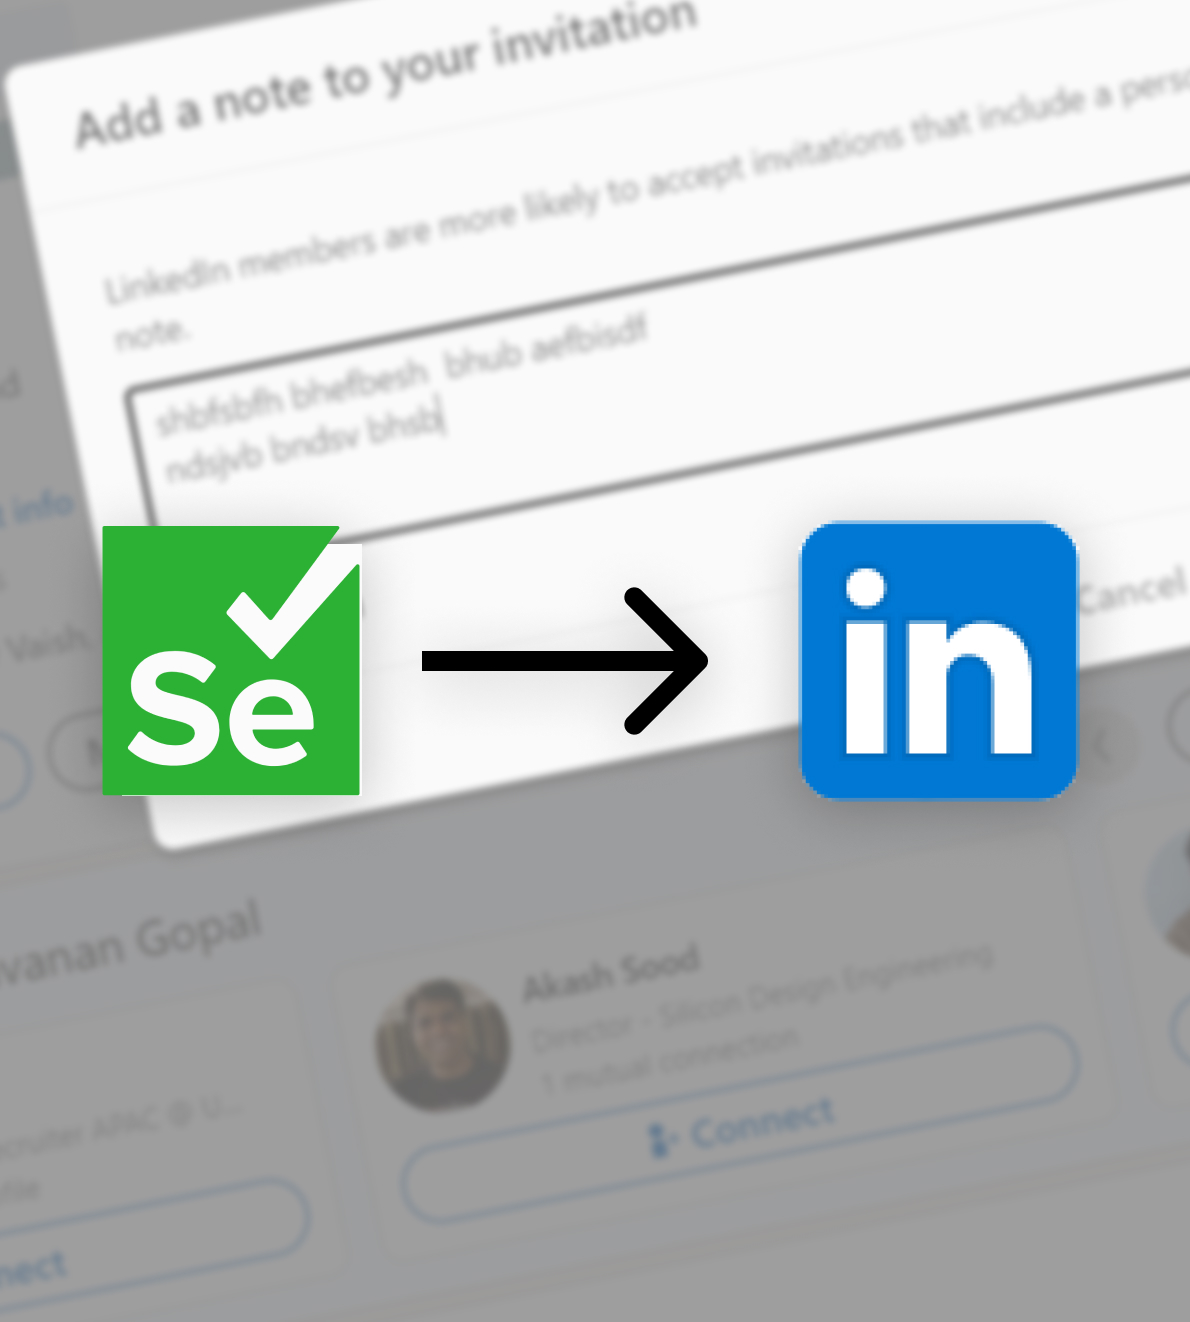 Add a note to your invitation
LinkedIn members are more likely to accept invitations that include a
note.
shbfsbfh bhefbesh bhub aefbisdf
ndsjvb bndsv bhsb
info
Vaish,
Se
in
Cancel
vanan Gopal
Akash Sood
Director - Silicon Design Engineering
1 mutual connection
Connect
ecruiter APAC @ U...
file
nect